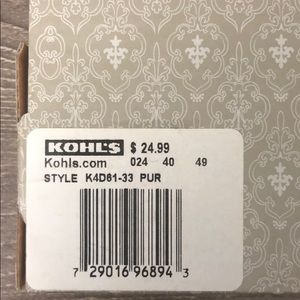 KOHL'S $ 24.99
Kohls.com 024 40 49
STYLE K4D61-33 PUR
7 29016 96894 3